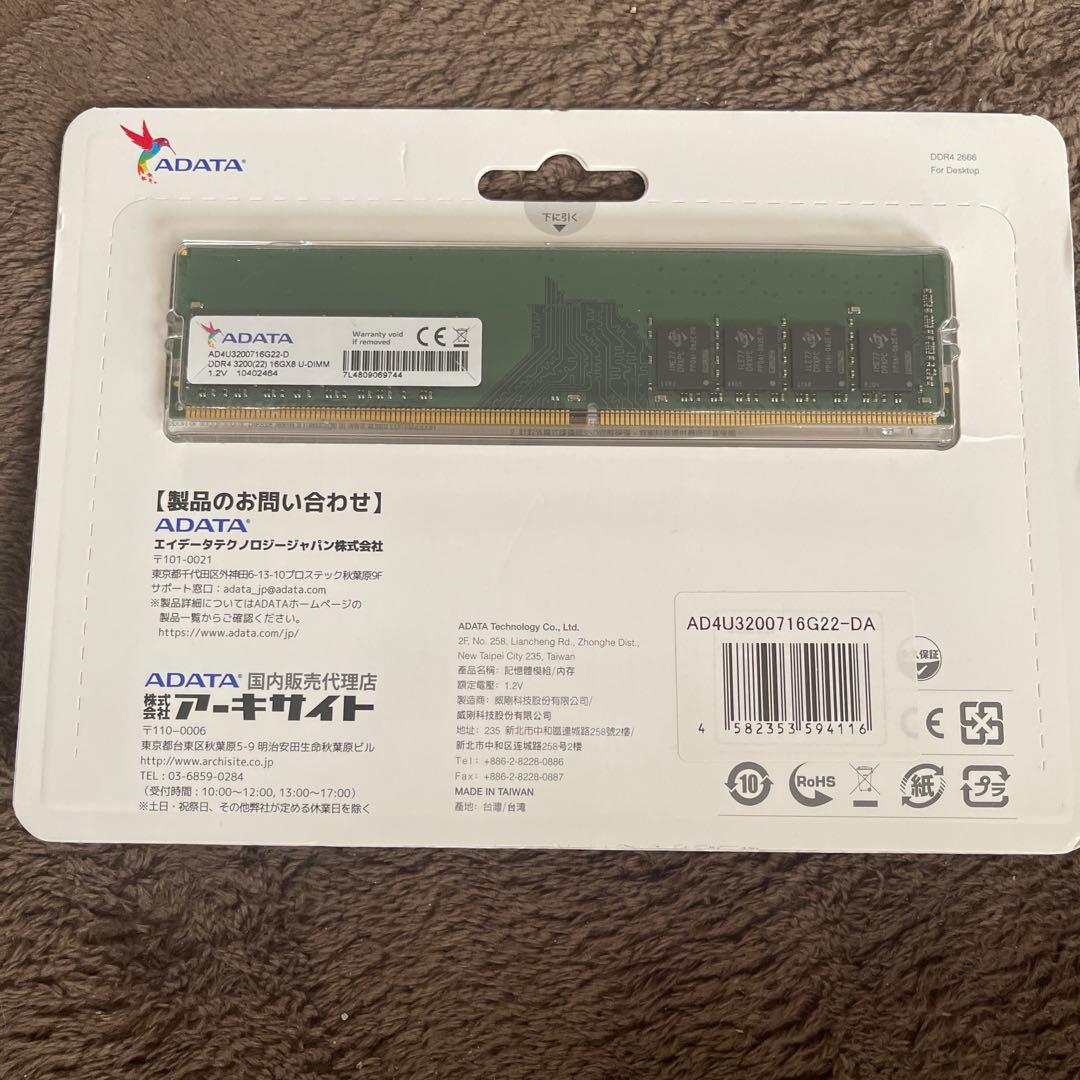 ADATA
DDR4 2666
For Desktop
下に引く
ADATA
Warranty void
if removed
AD4U3200716G22-D
DDR4 3200(22) 16GX8 U-DIMM
1.2V 10402464
7L4809069744
【製品のお問い合わせ】
ADATA
エイデータテクノロジージャパン株式会社
〒101-0021
東京都千代田区外神田6-13-10プロステック秋葉原9F
サポート窓口：adata_jp@adata.com
※製品詳細についてはADATAホームページの
製品一覧からご確認ください。
https://www.adata.com/jp/
ADATA 国内販売代理店
株式会社アーキサイト
〒110-0006
東京都台東区秋葉原5-9 明治安田生命秋葉原ビル
http://www.archisite.co.jp
TEL：03-6859-0284
（受付時間：10:00〜12:00, 13:00〜17:00）
※土日・祝祭日、その他弊社が定める休業日を除く
ADATA Technology Co., Ltd.
2F, No. 258, Liancheng Rd., Zhonghe Dist.,
New Taipei City 235, Taiwan
產品名稱: 記憶體模組/内存
額定電壓: 1.2V
製造商: 威剛科技股份有限公司/
威刚科技股份有限公司
地址: 235 新北市中和區連城路258號2樓/
新北市中和区连城路258号2楼
Tel: +886-2-8228-0886
Fax: +886-2-8228-0887
MADE IN TAIWAN
產地: 台灣/台湾
AD4U3200716G22-DA
4 582353 594116
久保証
CE
10
RoHS
紙
プラ